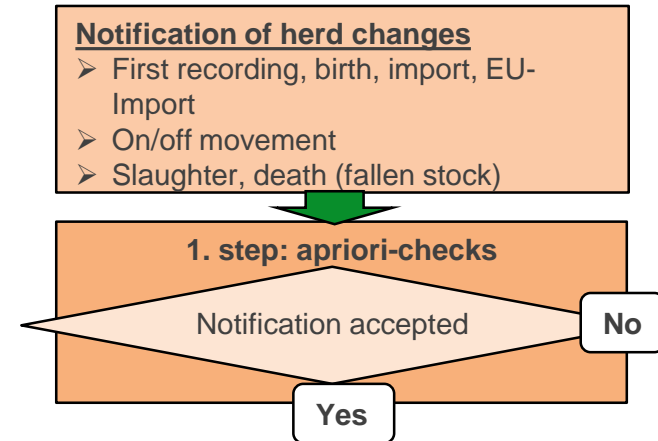 Notification of herd changes
➢ First recording, birth, import, EU-
Import
➢ On/off movement
➢ Slaughter, death (fallen stock)
1. step: apriori-checks
Notification accepted
No
Yes